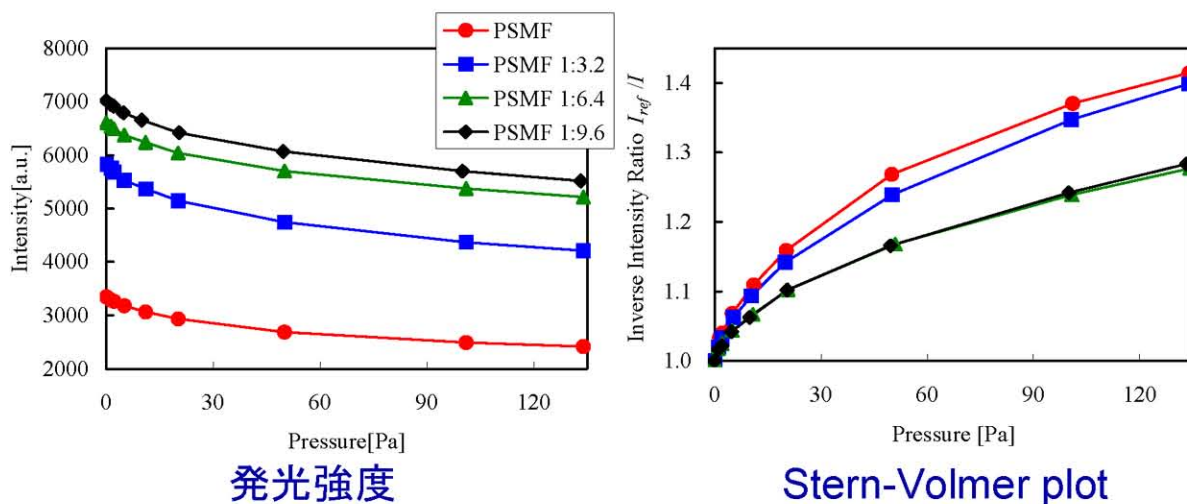 8000
7000
6000
5000
4000
3000
2000
Intensity[a.u.]
0 30 60 90 120
Pressure[Pa]
PSMF
PSMF 1:3.2
PSMF 1:6.4
PSMF 1:9.6
発光強度
1.4
1.3
1.2
1.1
1.0
Inverse Intensity Ratio Iref /I
0 30 60 90 120
Pressure [Pa]
Stern-Volmer plot